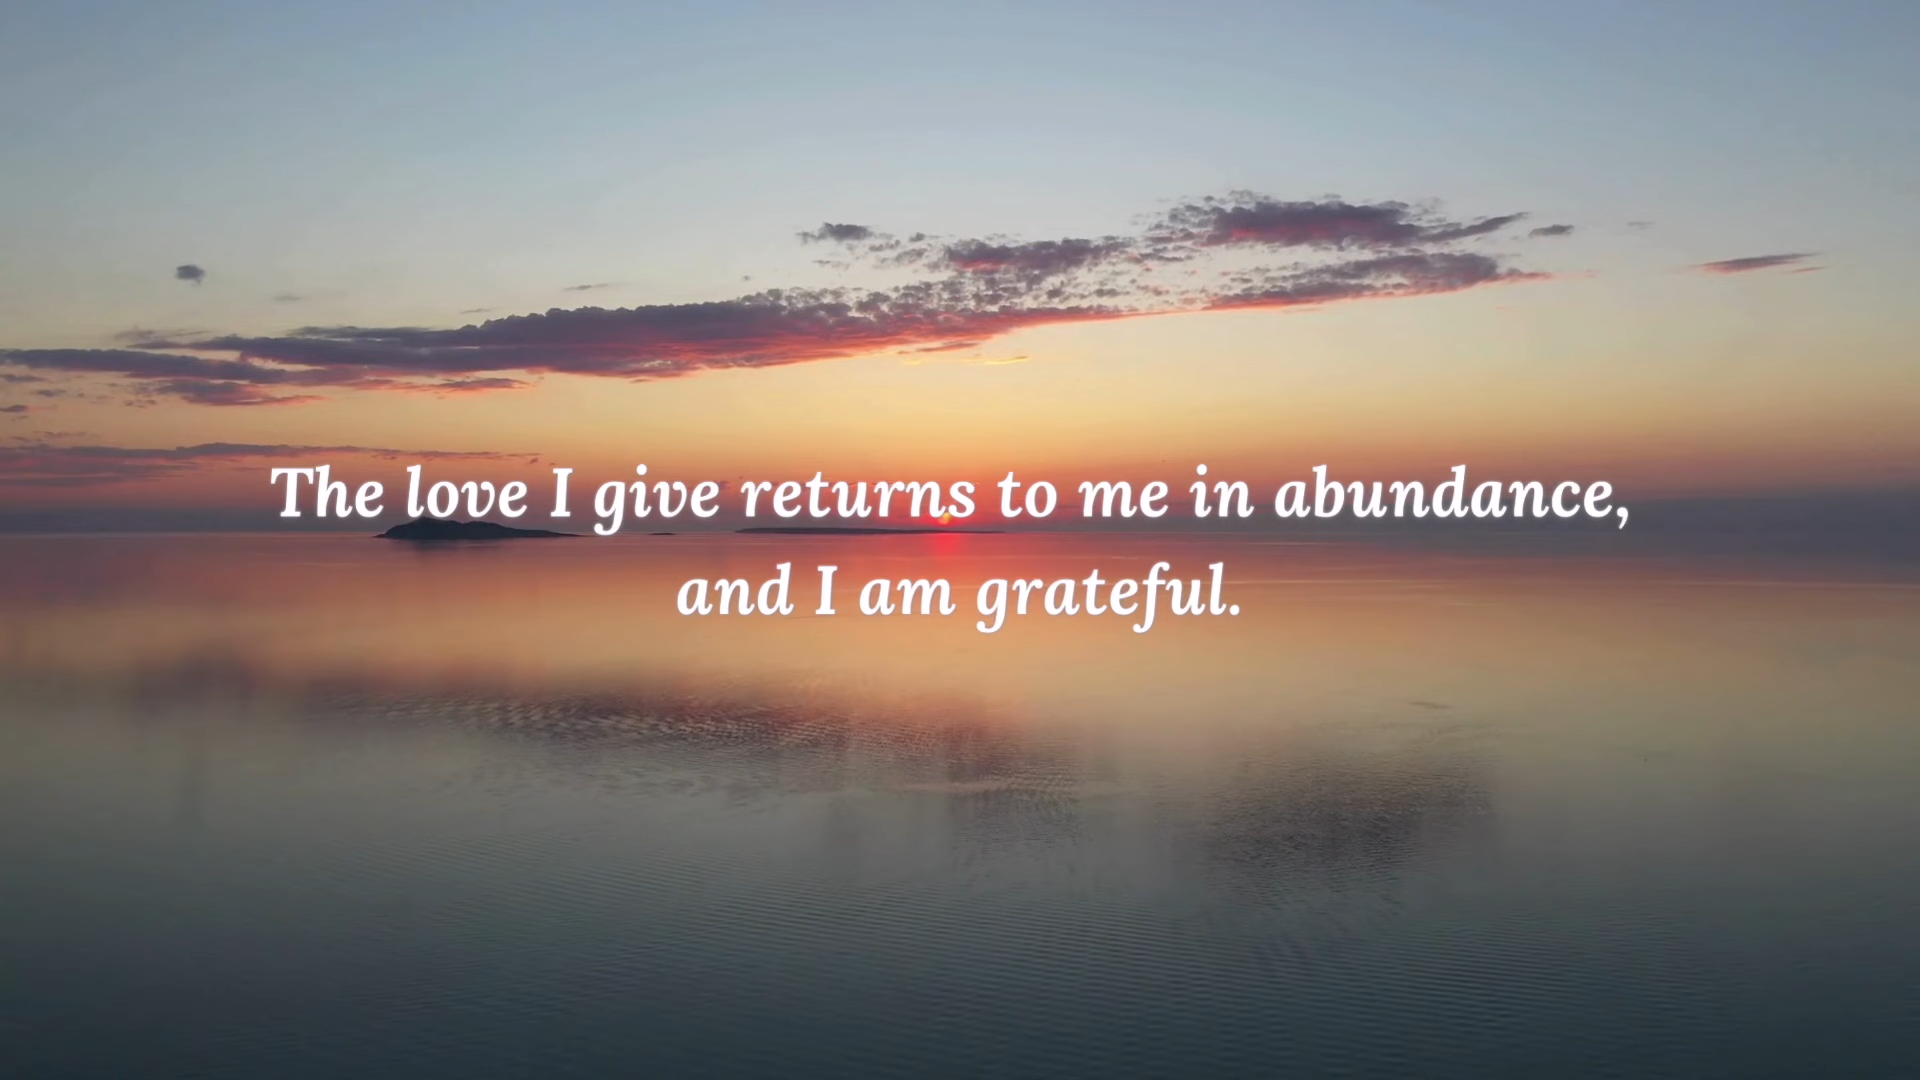 The love I give returns to me in abundance,
and I am grateful.